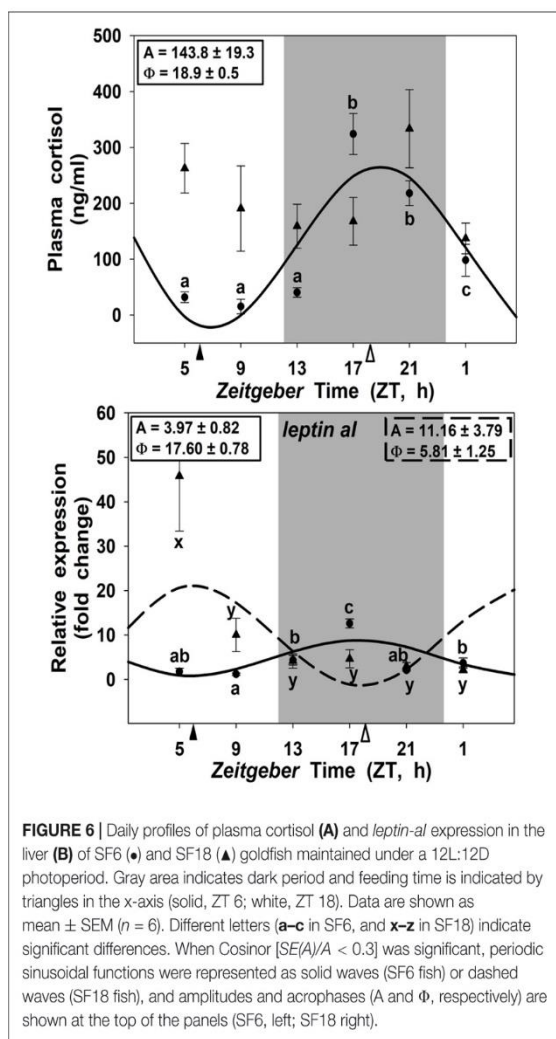 500
A = 143.8 ± 19.3
Φ = 18.9 ± 0.5
400
300
200
100
0
Plasma cortisol
(ng/ml)
a
a
a
b
b
c
5
9
13
17
21
1
Zeitgeber Time (ZT, h)
60
A = 3.97 ± 0.82
Φ = 17.60 ± 0.78
leptin aI
A = 11.16 ± 3.79
Φ = 5.81 ± 1.25
50
40
30
20
10
0
Relative expression
(fold change)
x
y
b
c
ab
a
ab
b
y
y
y
y
5
9
13
17
21
1
Zeitgeber Time (ZT, h)
FIGURE 6 | Daily profiles of plasma cortisol (A) and leptin-aI expression in the
liver (B) of SF6 (●) and SF18 (▲) goldfish maintained under a 12L:12D
photoperiod. Gray area indicates dark period and feeding time is indicated by
triangles in the x-axis (solid, ZT 6; white, ZT 18). Data are shown as
mean ± SEM (n = 6). Different letters (a–c in SF6, and x–z in SF18) indicate
significant differences. When Cosinor [SE(A)/A < 0.3] was significant, periodic
sinusoidal functions were represented as solid waves (SF6 fish) or dashed
waves (SF18 fish), and amplitudes and acrophases (A and Φ, respectively) are
shown at the top of the panels (SF6, left; SF18 right).